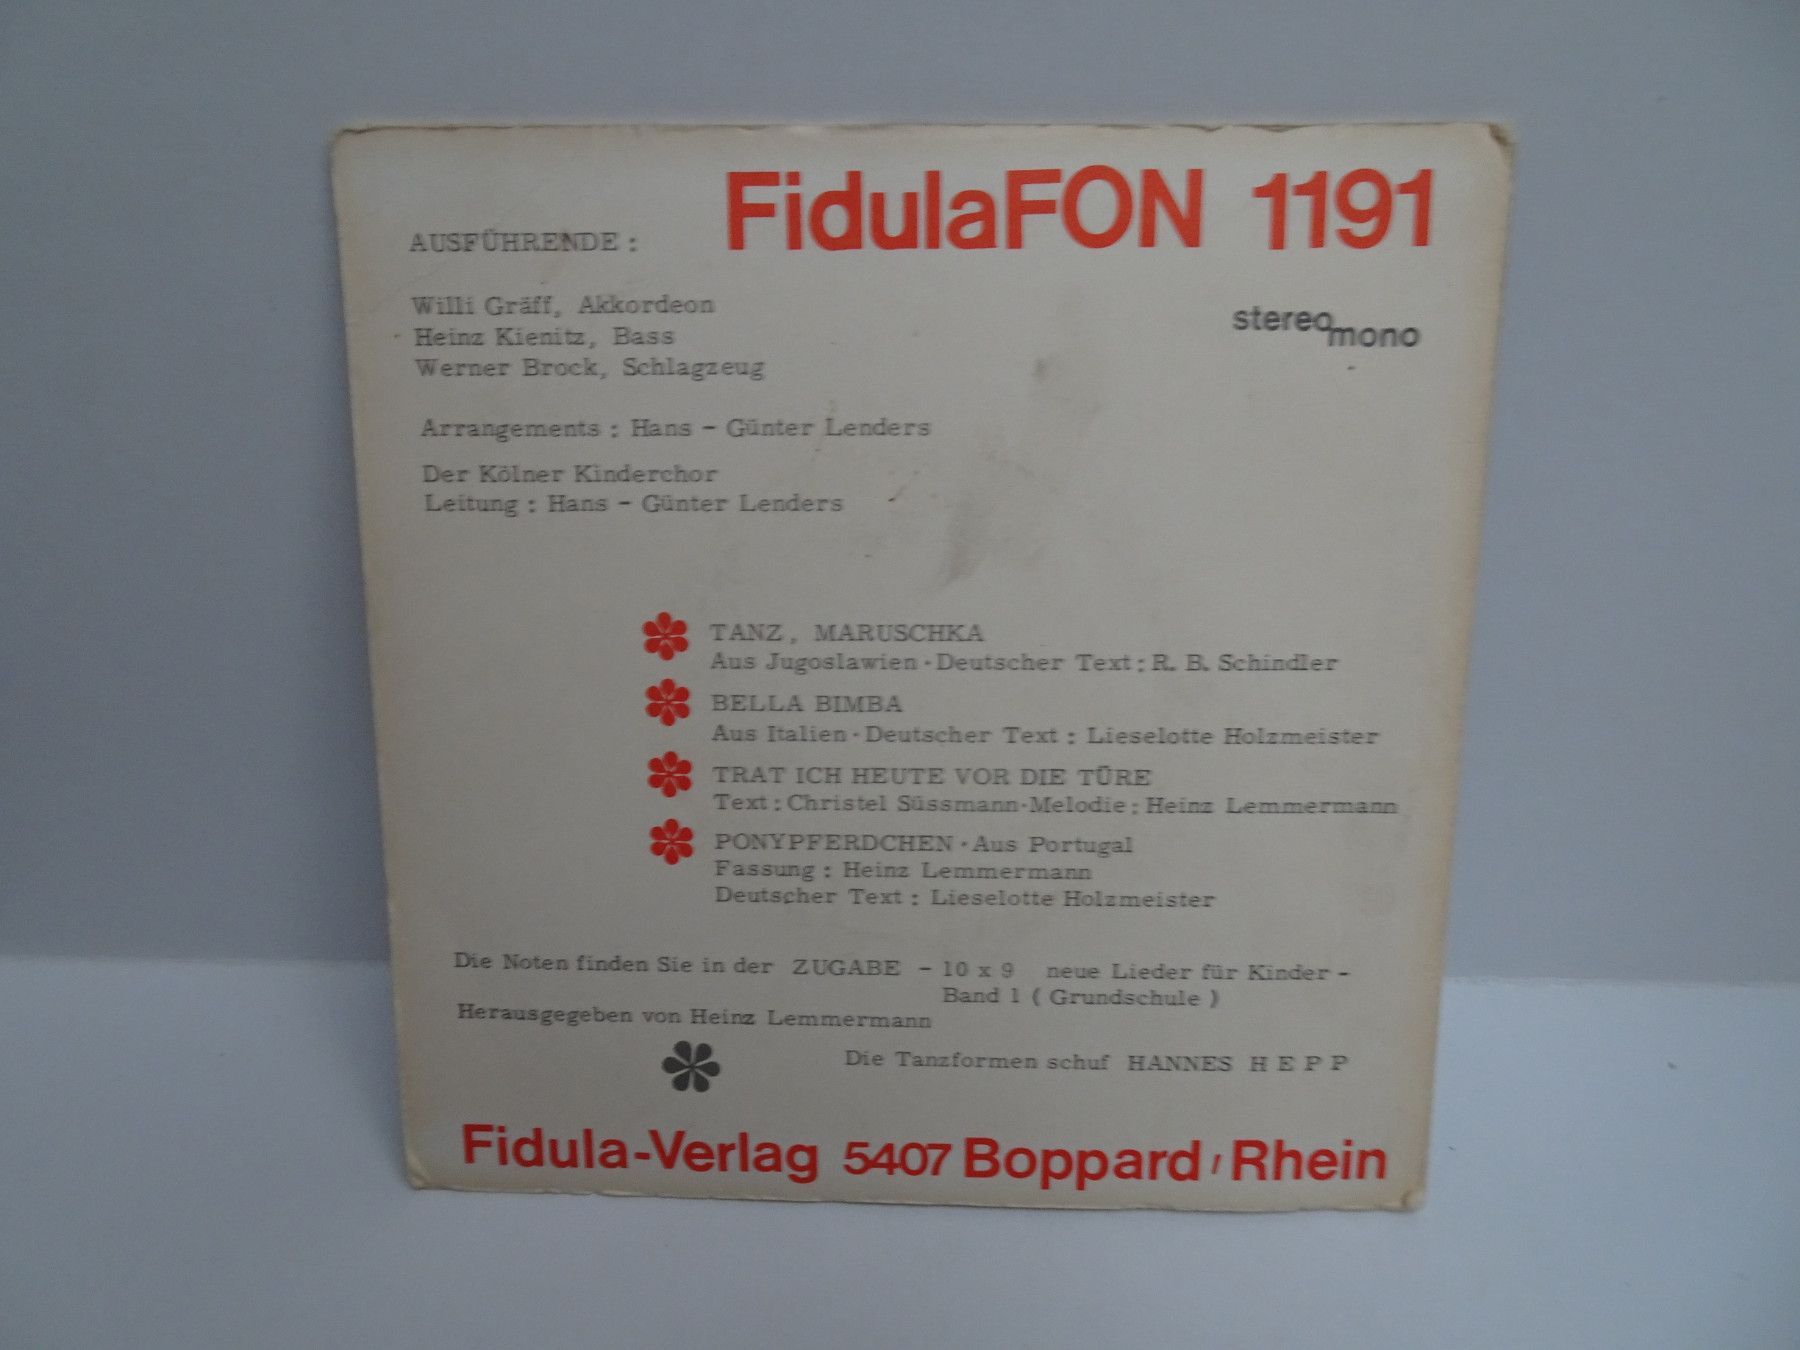 FidulaFON 1191
AUSFÜHRENDE :
stereo mono
Willi Gräff, Akkordeon
Heinz Kienitz, Bass
Werner Brock, Schlagzeug
Arrangements : Hans - Günter Lenders
Der Kölner Kinderchor
Leitung : Hans - Günter Lenders
TANZ, MARUSCHKA
Aus Jugoslawien · Deutscher Text : R. B. Schindler
BELLA BIMBA
Aus Italien · Deutscher Text : Lieselotte Holzmeister
TRAT ICH HEUTE VOR DIE TÜRE
Text : Christel Süssmann · Melodie : Heinz Lemmermann
PONYPFERDCHEN · Aus Portugal
Fassung : Heinz Lemmermann
Deutscher Text : Lieselotte Holzmeister
Die Noten finden Sie in der ZUGABE - 10 x 9 neue Lieder für Kinder -
Band 1 ( Grundschule )
Herausgegeben von Heinz Lemmermann
Die Tanzformen schuf HANNES H E P P
Fidula-Verlag 5407 Boppard / Rhein